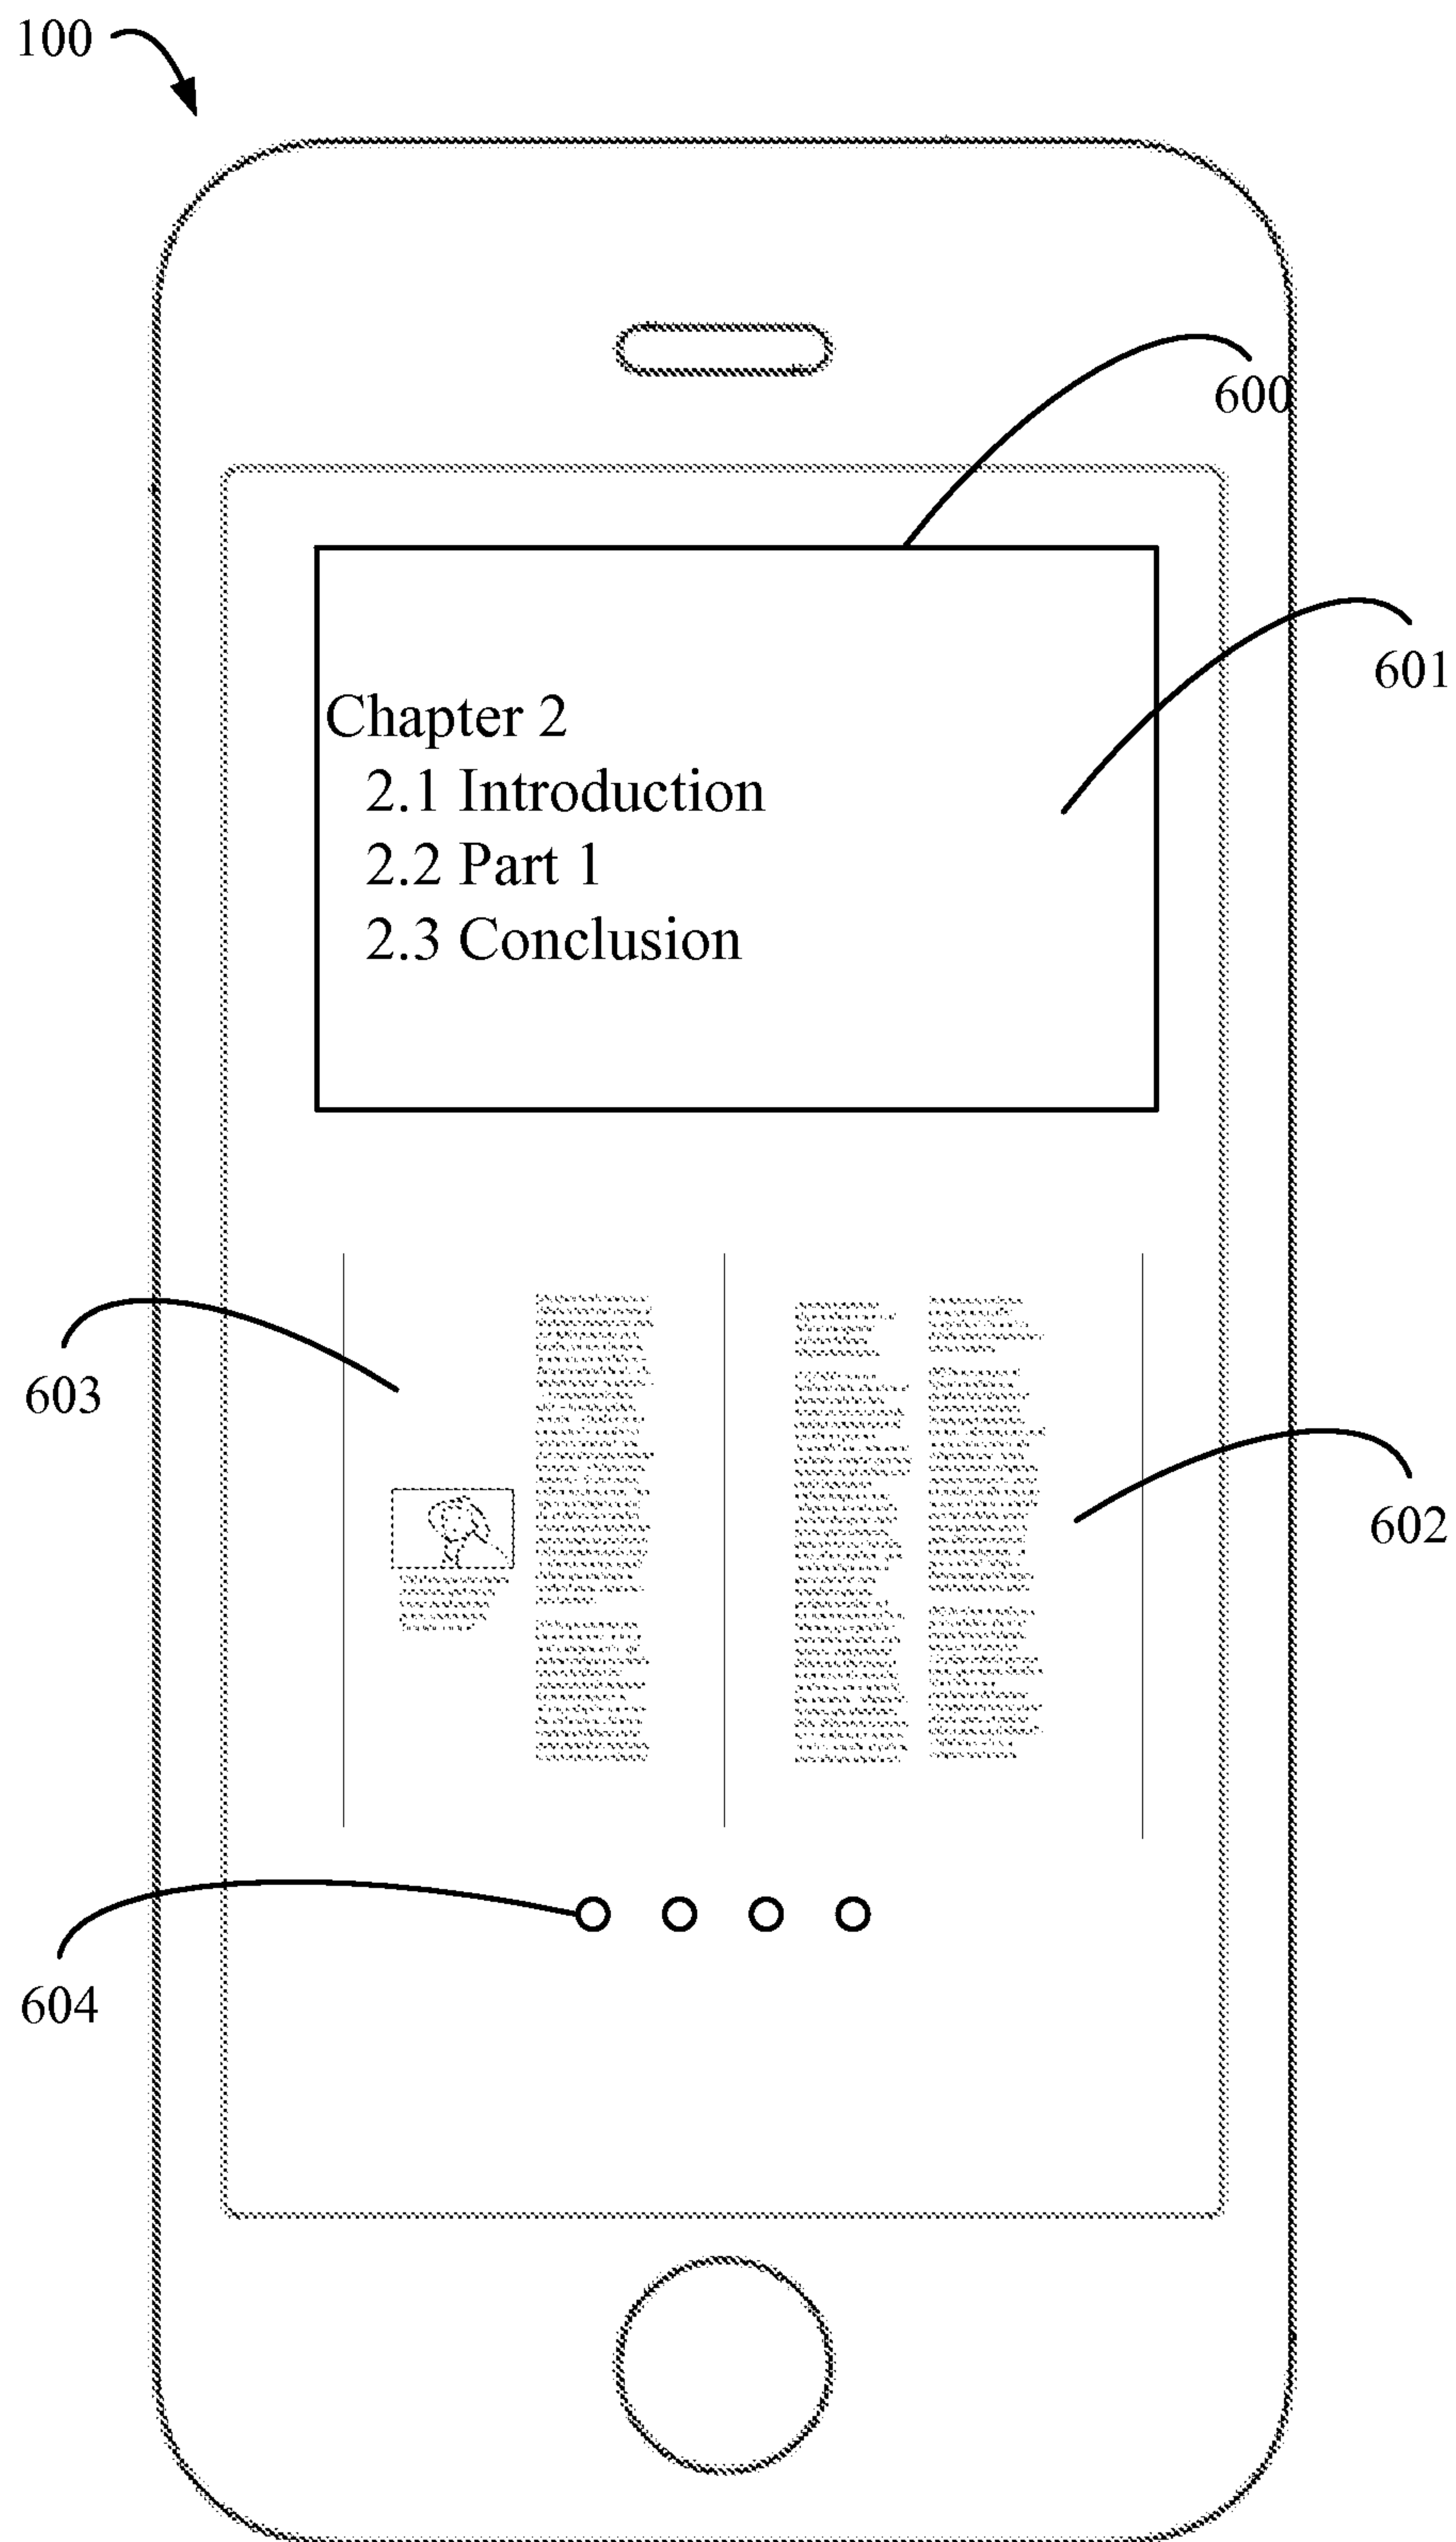 100
600
601
Chapter 2
2.1 Introduction
2.2 Part 1
2.3 Conclusion
603
602
604